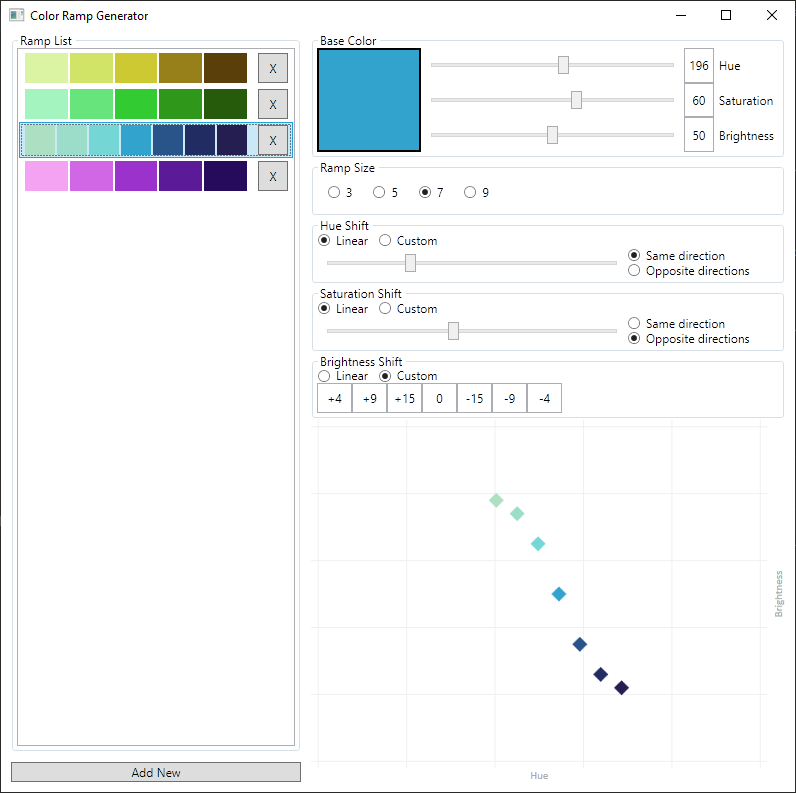 Color Ramp Generator
Ramp List
X
X
X
X
Add New
Base Color
196 Hue
60 Saturation
50 Brightness
Ramp Size
3 5 7 9
Hue Shift
Linear Custom
Same direction
Opposite directions
Saturation Shift
Linear Custom
Same direction
Opposite directions
Brightness Shift
Linear Custom
+4 +9 +15 0 -15 -9 -4
Brightness
Hue